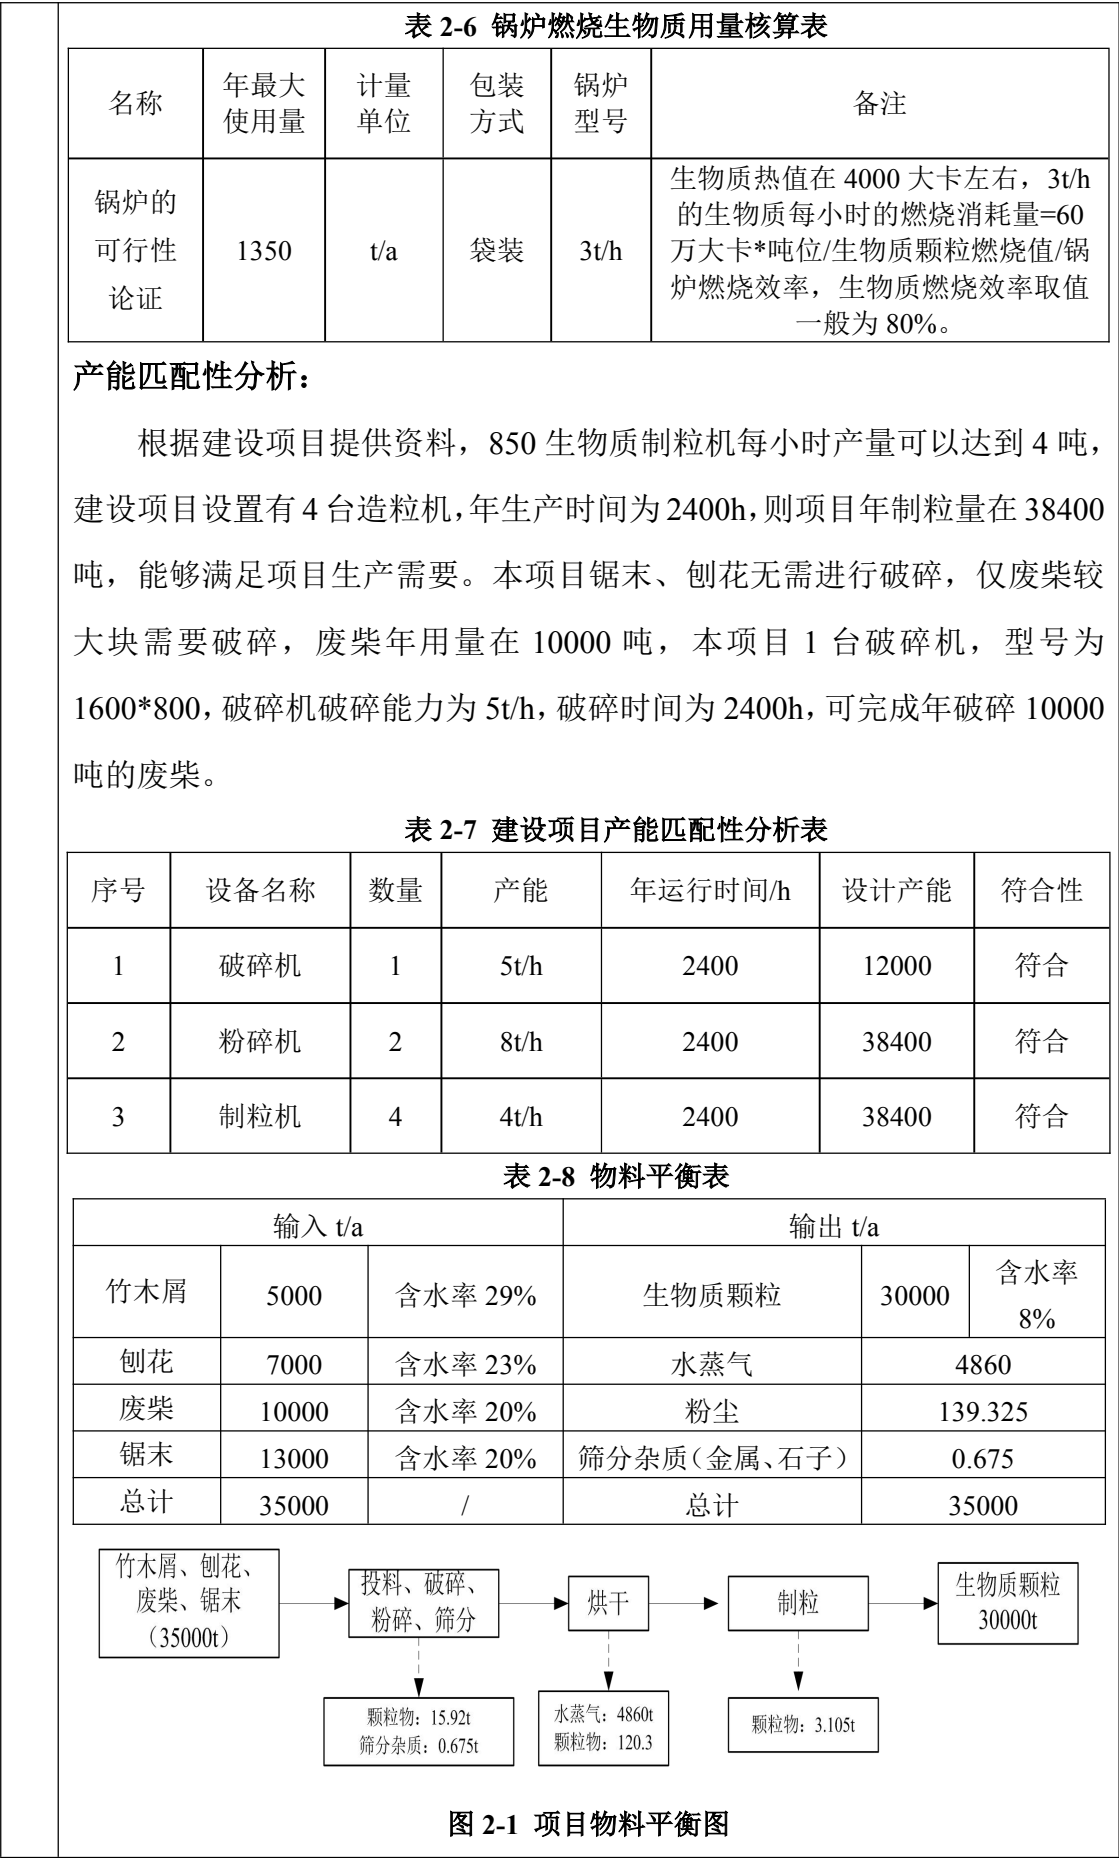 表 2-6 锅炉燃烧生物质用量核算表
名称 年最大使用量 计量单位 包装方式 锅炉型号 备注
锅炉的可行性论证 1350 t/a 袋装 3t/h 生物质热值在 4000 大卡左右，3t/h
的生物质每小时的燃烧消耗量=60
万大卡*吨位/生物质颗粒燃烧值/锅
炉燃烧效率，生物质燃烧效率取值
一般为 80%。
产能匹配性分析：
根据建设项目提供资料，850 生物质制粒机每小时产量可以达到 4 吨，
建设项目设置有 4 台造粒机，年生产时间为 2400h，则项目年制粒量在 38400
吨，能够满足项目生产需要。本项目锯末、刨花无需进行破碎，仅废柴较
大块需要破碎，废柴年用量在 10000 吨，本项目 1 台破碎机，型号为
1600*800，破碎机破碎能力为 5t/h，破碎时间为 2400h，可完成年破碎 10000
吨的废柴。
表 2-7 建设项目产能匹配性分析表
序号 设备名称 数量 产能 年运行时间/h 设计产能 符合性
1 破碎机 1 5t/h 2400 12000 符合
2 粉碎机 2 8t/h 2400 38400 符合
3 制粒机 4 4t/h 2400 38400 符合
表 2-8 物料平衡表
输入 t/a 输出 t/a
竹木屑 5000 含水率 29% 生物质颗粒 30000 含水率 8%
刨花 7000 含水率 23% 水蒸气 4860
废柴 10000 含水率 20% 粉尘 139.325
锯末 13000 含水率 20% 筛分杂质（金属、石子） 0.675
总计 35000 / 总计 35000
竹木屑、刨花、
废柴、锯末
（35000t）
投料、破碎、
粉碎、筛分
烘干
制粒
生物质颗粒
30000t
颗粒物：15.92t
筛分杂质：0.675t
水蒸气：4860t
颗粒物：120.3
颗粒物：3.105t
图 2-1 项目物料平衡图